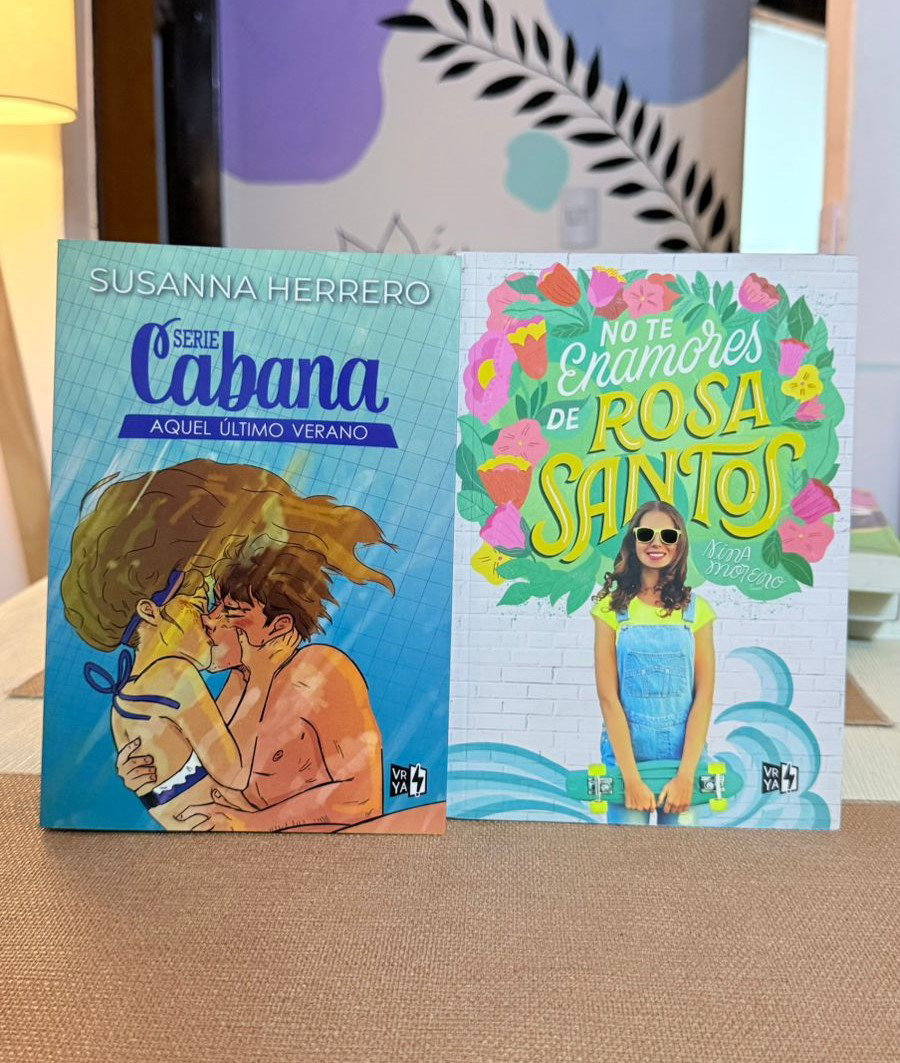 SUSANNA HERRERO
SERIE
Cabana
AQUEL ÚLTIMO VERANO
VR
YA
NO TE
Enamores
DE ROSA
SANTOS
NINA
MORENO
VR
YA